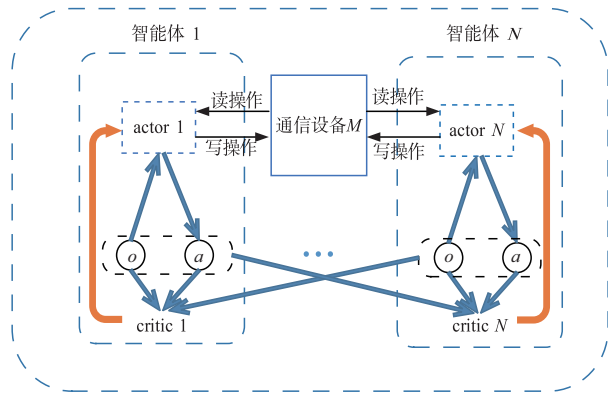 智能体 1
智能体 N
读操作
读操作
actor 1
通信设备M
actor N
写操作
写操作
o
a
...
o
a
critic 1
critic N